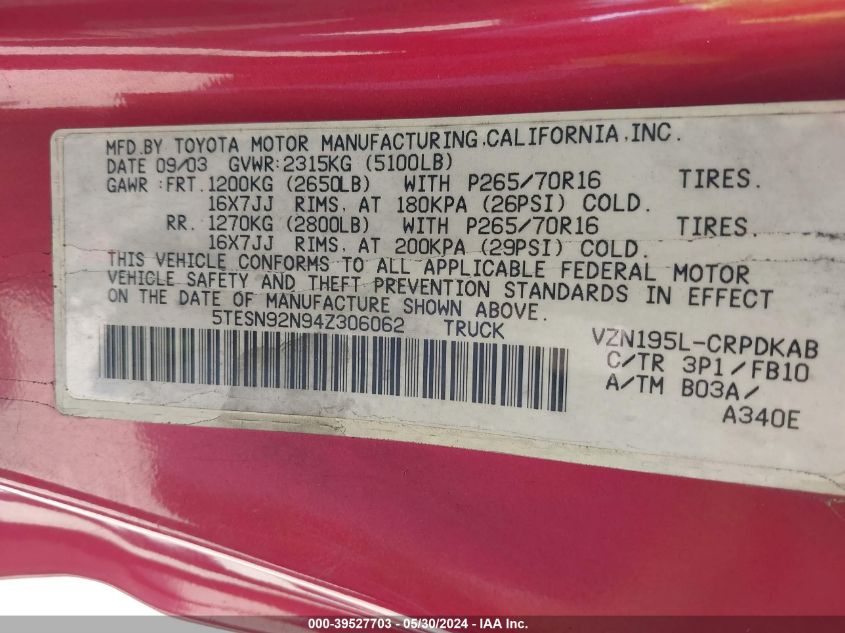 MFD.BY TOYOTA MOTOR MANUFACTURING,CALIFORNIA,INC.
DATE 09/03 GVWR:2315KG (5100LB)
GAWR :FRT.1200KG (2650LB) WITH P265/70R16 TIRES.
16X7JJ RIMS. AT 180KPA (26PSI) COLD.
RR. 1270KG (2800LB) WITH P265/70R16 TIRES.
16X7JJ RIMS. AT 200KPA (29PSI) COLD.
THIS VEHICLE CONFORMS TO ALL APPLICABLE FEDERAL MOTOR
VEHICLE SAFETY AND THEFT PREVENTION STANDARDS IN EFFECT
ON THE DATE OF MANUFACTURE SHOWN ABOVE.
5TESN92N94Z306062 TRUCK
VZN195L-CRPDKAB
C/TR 3P1/FB10
A/TM B03A/
A340E
000-39527703 - 05/30/2024 - IAA Inc.